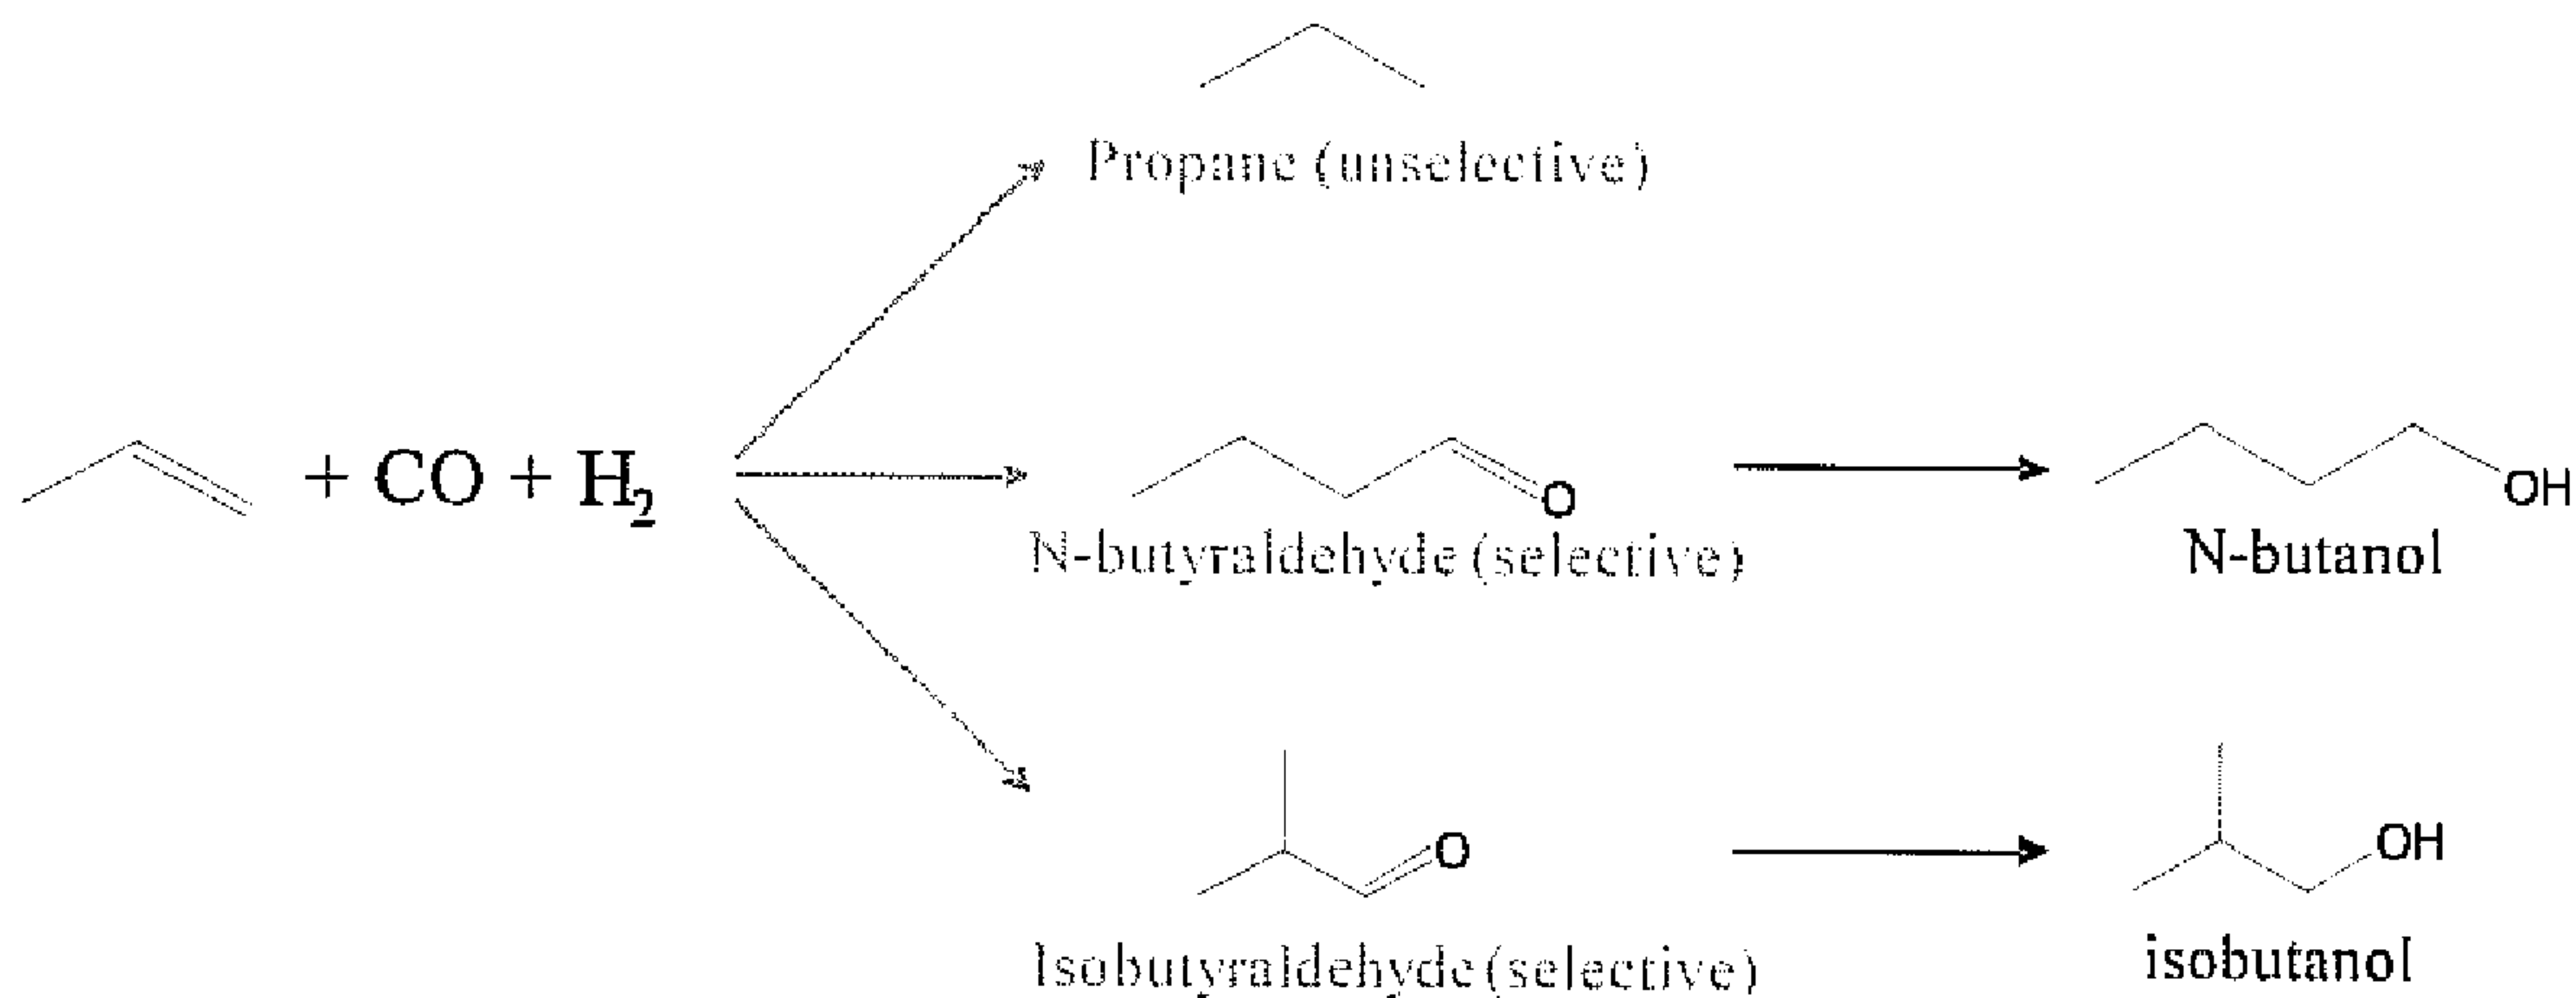 Propane (unselective)
+ CO + H₂
O
OH
N-butyraldehyde (selective)
N-butanol
O
OH
Isobutyraldehyde (selective)
isobutanol